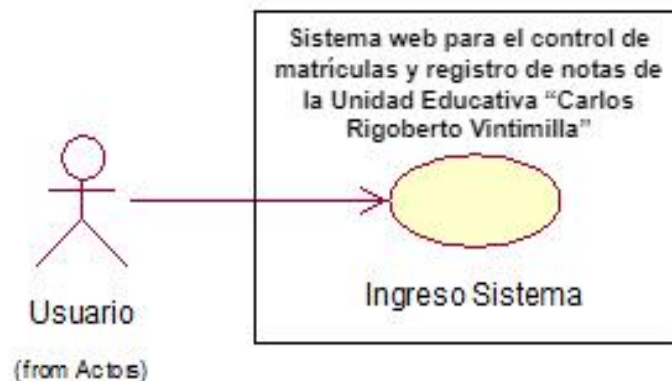 Sistema web para el control de
matrículas y registro de notas de
la Unidad Educativa “Carlos
Rigoberto Vintimilla”
Ingreso Sistema
Usuario
(from Actos)